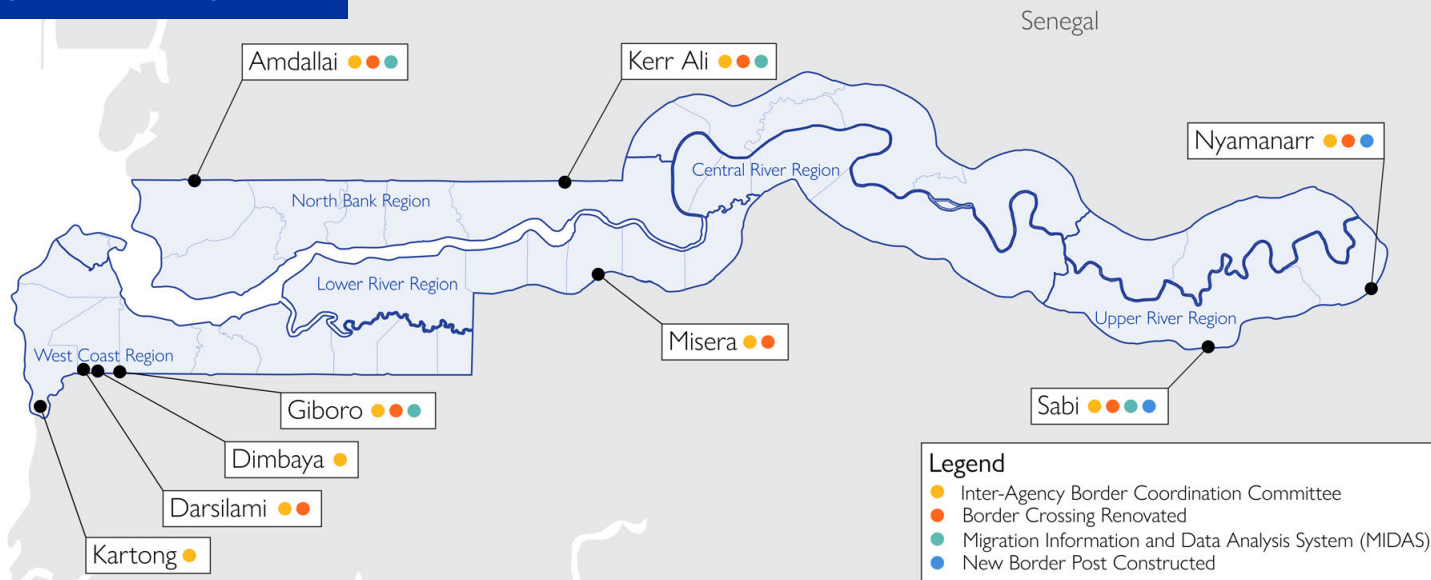 Senegal
Amdallai
Kerr Ali
Nyamanarr
Central River Region
North Bank Region
Lower River Region
Upper River Region
Misera
West Coast Region
Giboro
Sabi
Dimbaya
Darsilami
Kartong
Legend
Inter-Agency Border Coordination Committee
Border Crossing Renovated
Migration Information and Data Analysis System (MIDAS)
New Border Post Constructed